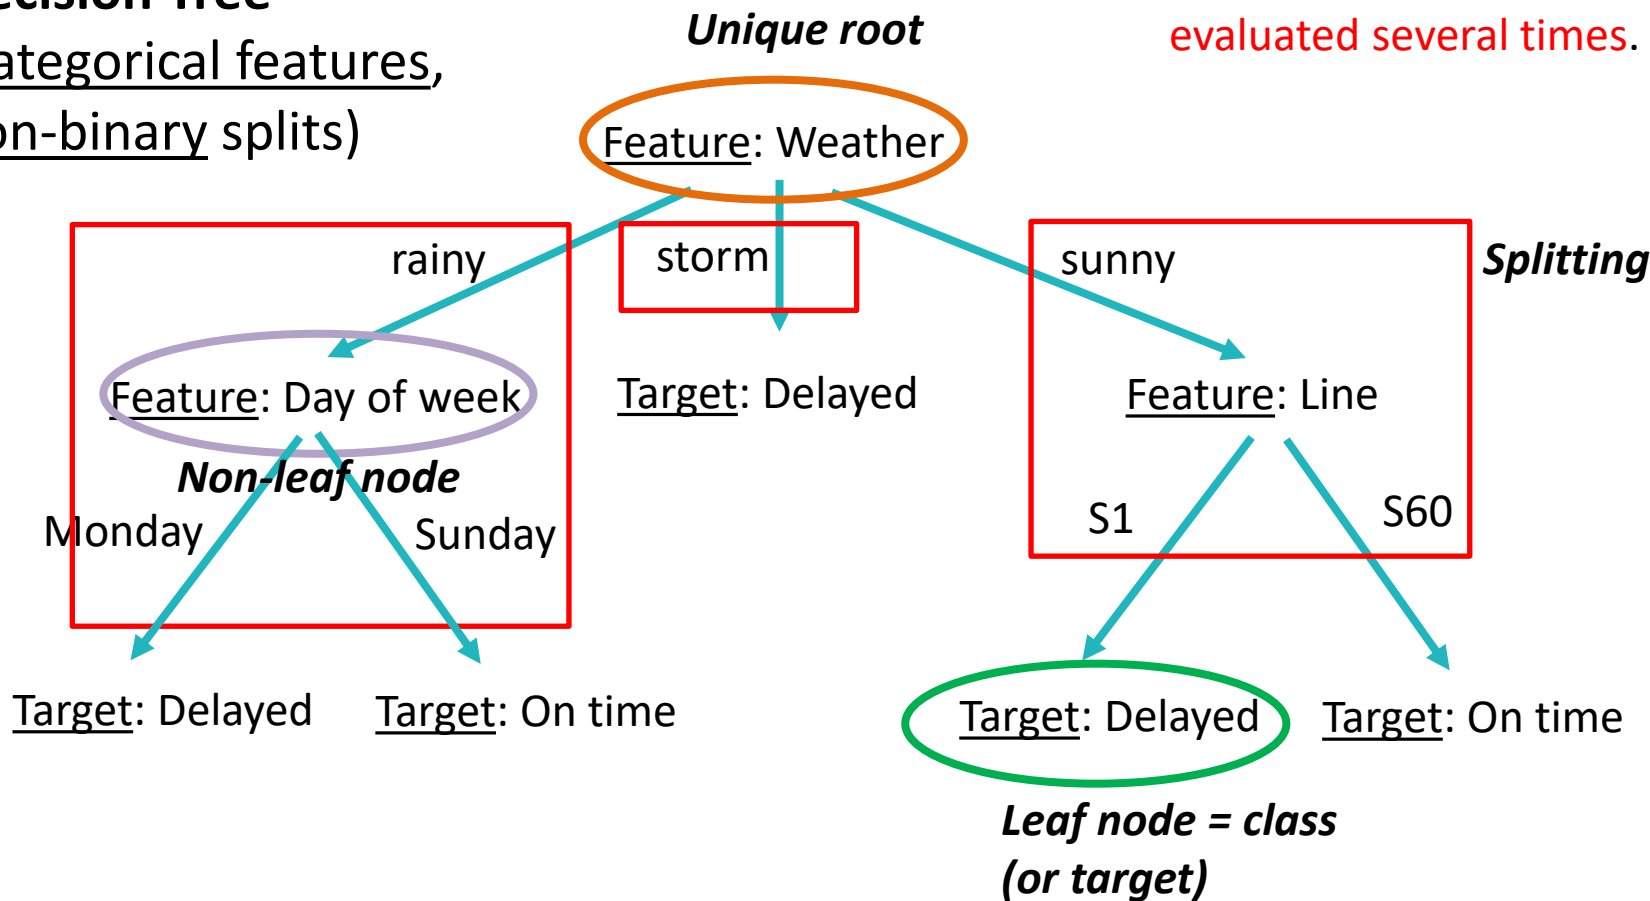 ecision Tree
ategorical features,
on-binary splits)
Unique root
evaluated several times.
Feature: Weather
rainy
storm
sunny
Splitting
Feature: Day of week
Target: Delayed
Feature: Line
Non-leaf node
Monday
Sunday
S1
S60
Target: Delayed
Target: On time
Target: Delayed
Target: On time
Leaf node = class
(or target)